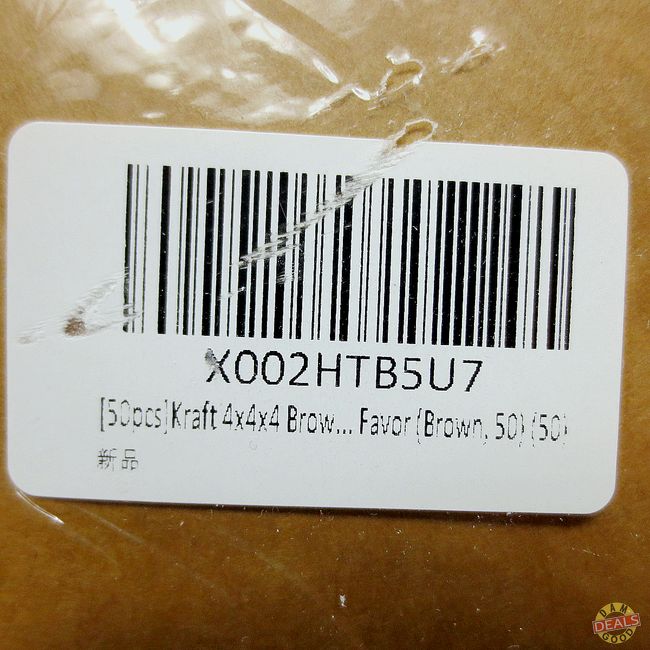 X002HTB5U7
[50pcs]Kraft 4x4x4 Brow... Favor (Brown, 50) (50)
新品
DAM
DEALS
GOOD